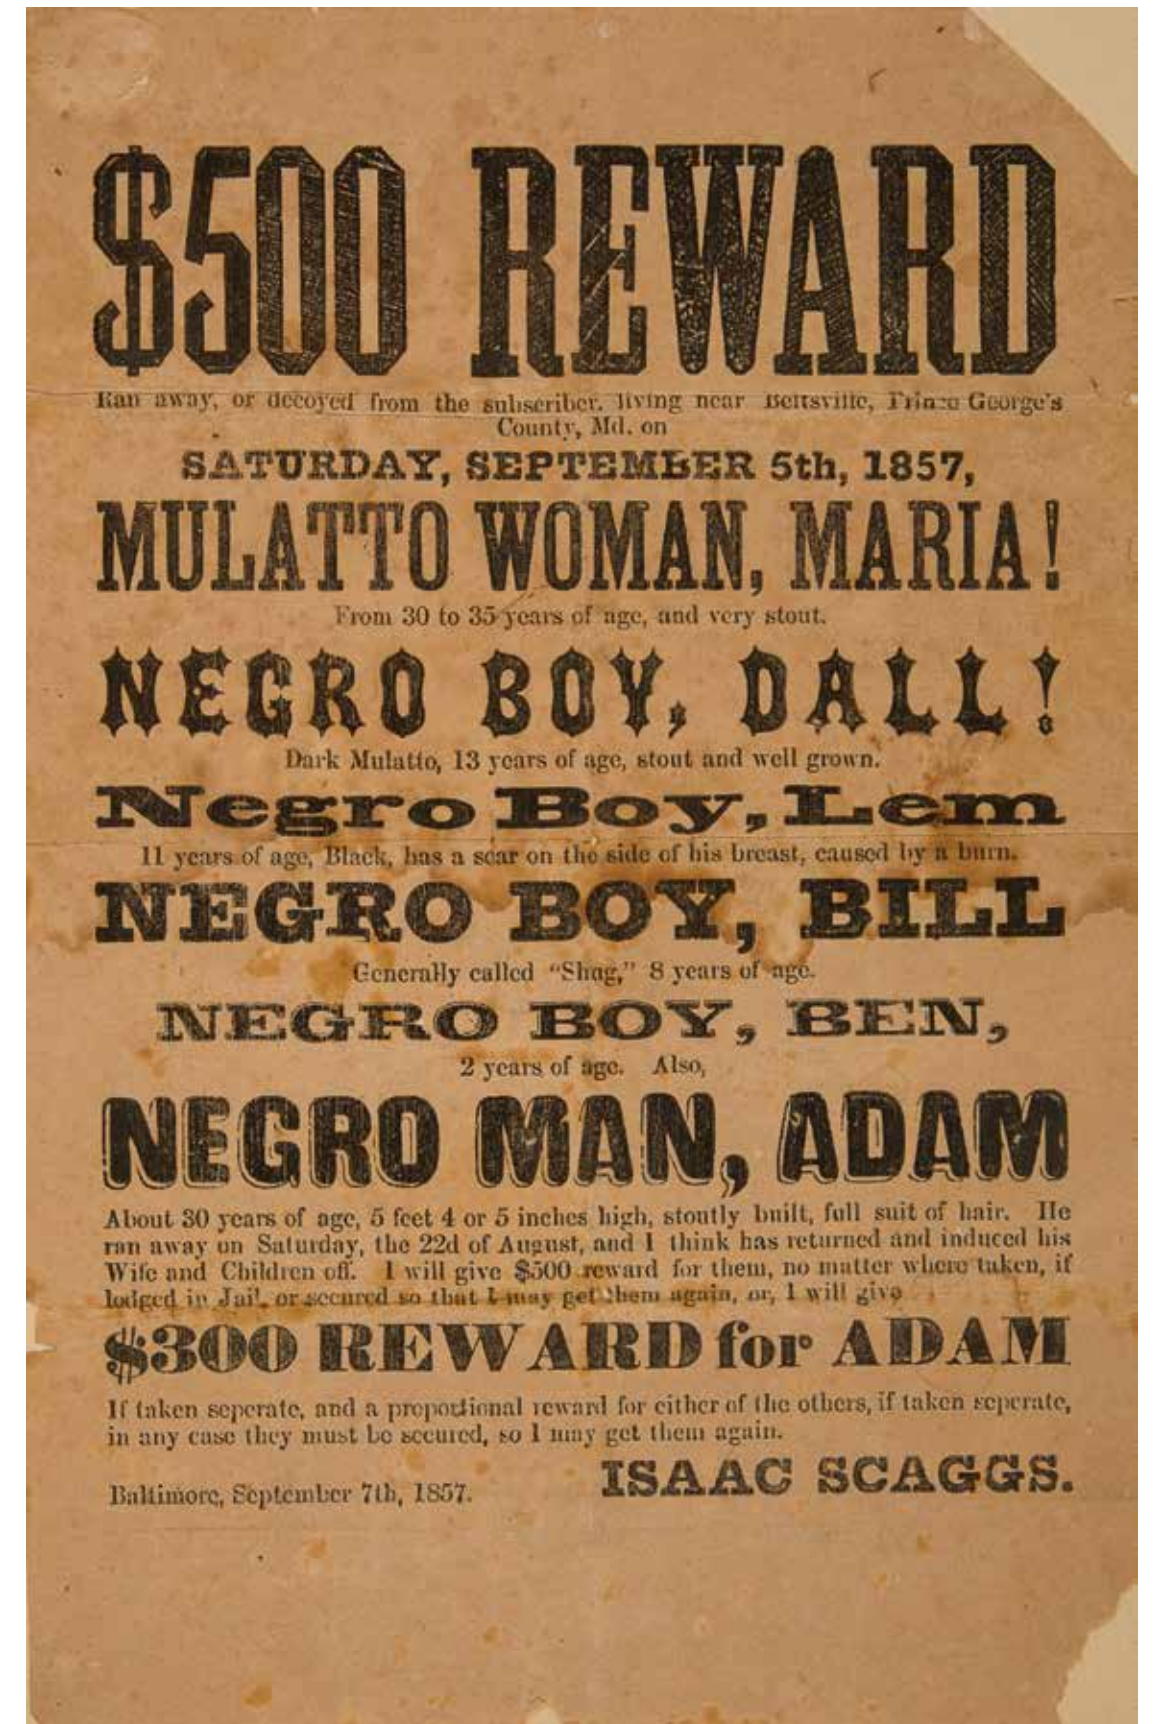 $500 REWARD
Ran away, or decoyed from the subscriber, living near Beltsville, Prince George's
County, Md. on
SATURDAY, SEPTEMBER 5th, 1857,
MULATTO WOMAN, MARIA!
From 30 to 35 years of age, and very stout.
NEGRO BOY, DALL!
Dark Mulatto, 13 years of age, stout and well grown.
Negro Boy, Lem
11 years of age, Black, has a scar on the side of his breast, caused by a burn.
NEGRO BOY, BILL
Generally called "Shug," 8 years of age.
NEGRO BOY, BEN,
2 years of age. Also,
NEGRO MAN, ADAM
About 30 years of age, 5 feet 4 or 5 inches high, stoutly built, full suit of hair. He
ran away on Saturday, the 22d of August, and I think has returned and induced his
Wife and Children off. I will give $500 reward for them, no matter where taken, if
lodged in Jail, or secured so that I may get them again, or, I will give
$300 REWARD for ADAM
If taken seperate, and a proportional reward for either of the others, if taken seperate,
in any case they must be secured, so I may get them again.
ISAAC SCAGGS.
Baltimore, September 7th, 1857.